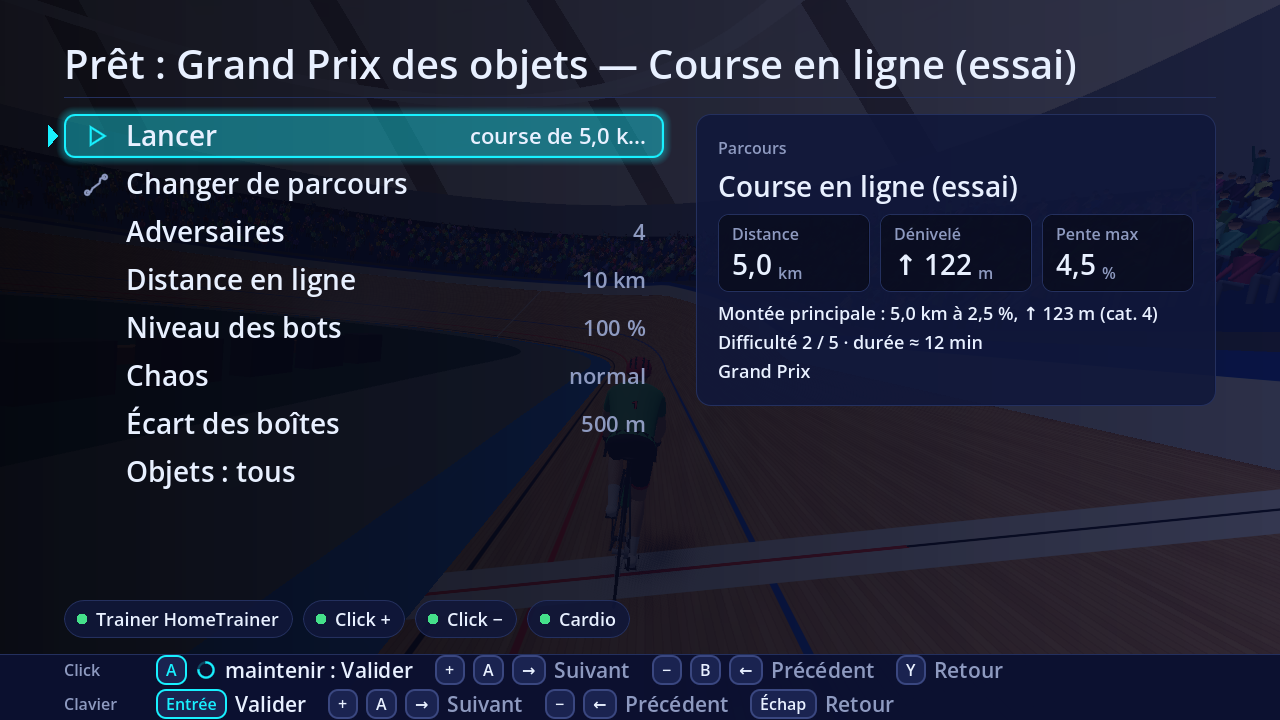 Prêt : Grand Prix des objets — Course en ligne (essai)
Lancer course de 5,0 k...
Changer de parcours
Adversaires 4
Distance en ligne 10 km
Niveau des bots 100 %
Chaos normal
Écart des boîtes 500 m
Objets : tous
Parcours
Course en ligne (essai)
Distance Dénivelé Pente max
5,0 km ↑ 122 m 4,5 %
Montée principale : 5,0 km à 2,5 %, ↑ 123 m (cat. 4)
Difficulté 2 / 5 · durée ≈ 12 min
Grand Prix
Trainer HomeTrainer Click + Click − Cardio
Click A maintenir : Valider + A → Suivant − B ← Précédent Y Retour
Clavier Entrée Valider + A → Suivant − ← Précédent Échap Retour